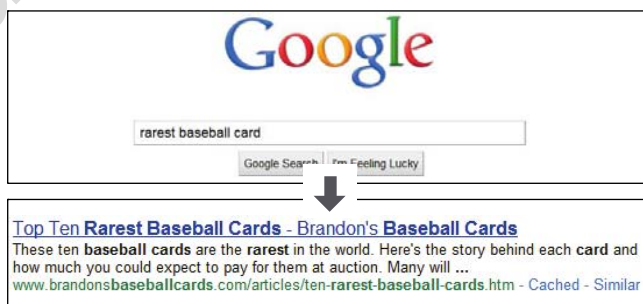 Google
rarest baseball card
Google Search I'm Feeling Lucky
Top Ten Rarest Baseball Cards - Brandon's Baseball Cards
These ten baseball cards are the rarest in the world. Here's the story behind each card and
how much you could expect to pay for them at auction. Many will ...
www.brandonsbaseballcards.com/articles/ten-rarest-baseball-cards.htm - Cached - Similar